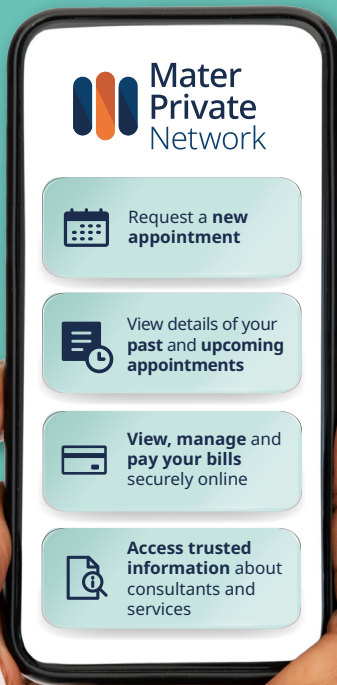 Mater
Private
Network
Request a new
appointment
View details of your
past and upcoming
appointments
View, manage and
pay your bills
securely online
Access trusted
information about
consultants and
services